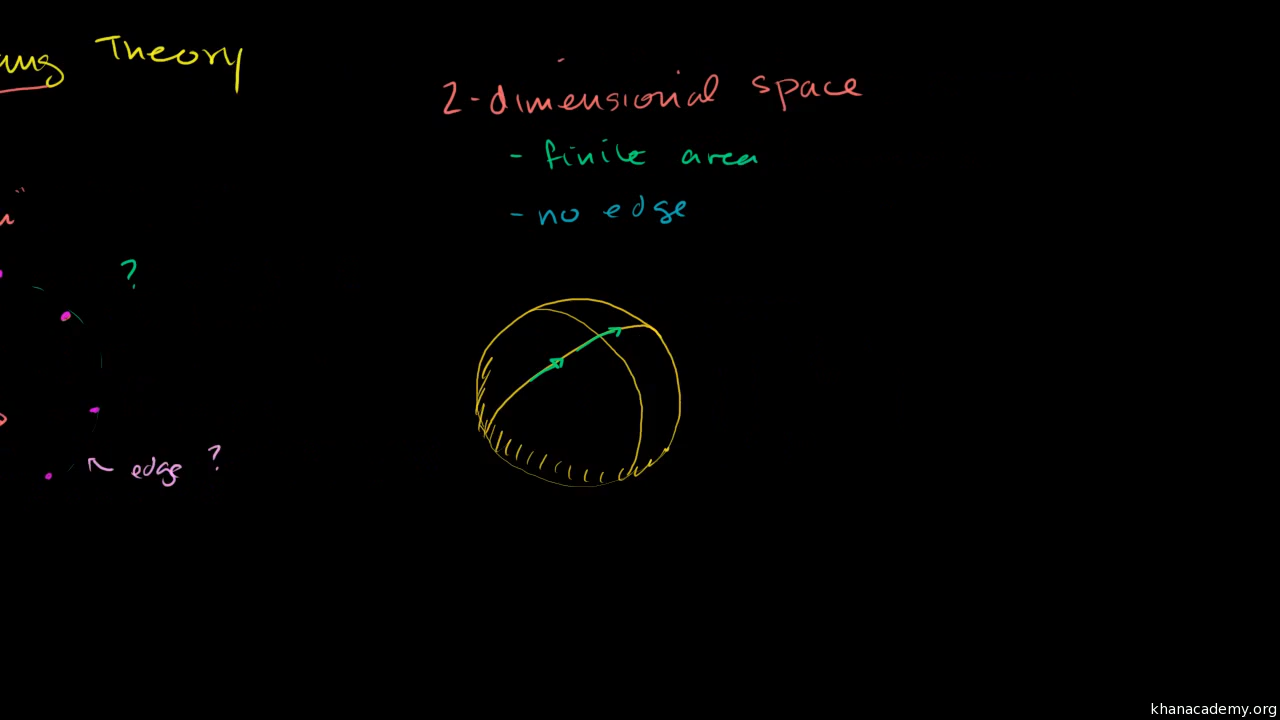 Theory
2-dimensional space
- finite area
- no edge
?
edge ?
khanacademy.org